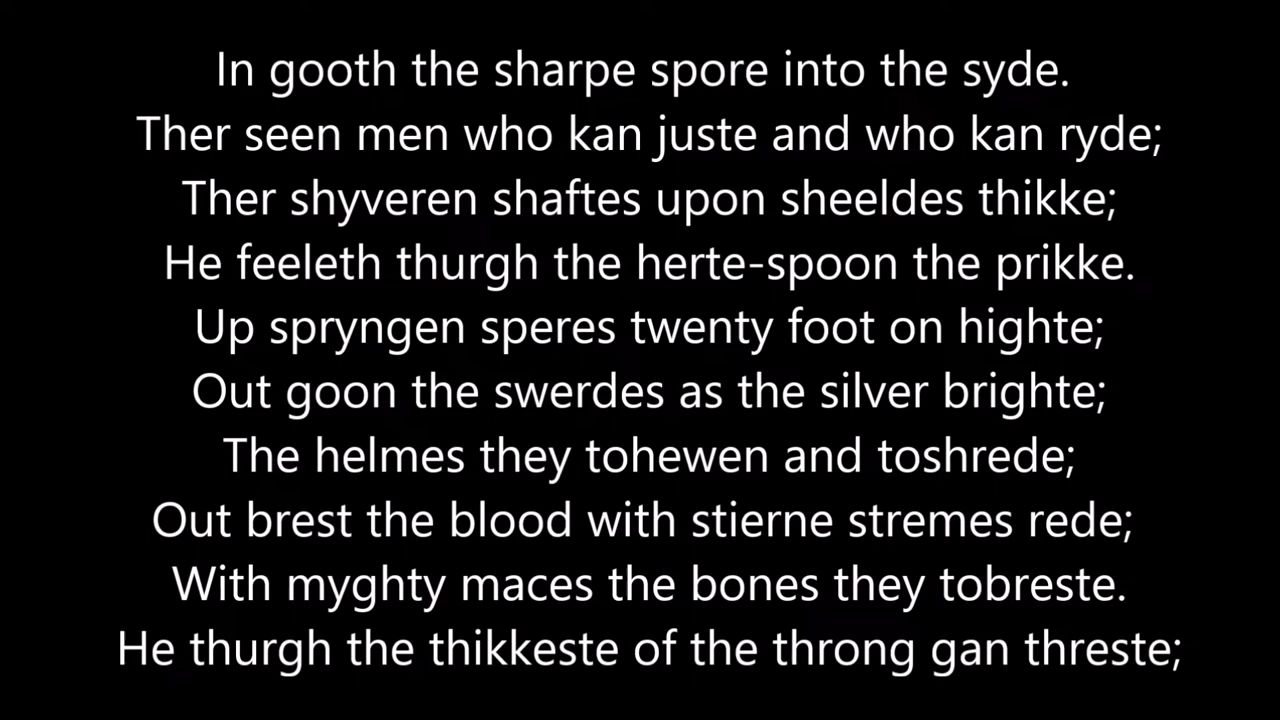 In gooth the sharpe spore into the syde.
Ther seen men who kan juste and who kan ryde;
Ther shyveren shaftes upon sheeldes thikke;
He feeleth thurgh the herte-spoon the prikke.
Up spryngen speres twenty foot on highte;
Out goon the swerdes as the silver brighte;
The helmes they tohewen and toshrede;
Out brest the blood with stierne stremes rede;
With myghty maces the bones they tobreste.
He thurgh the thikkeste of the throng gan threste;